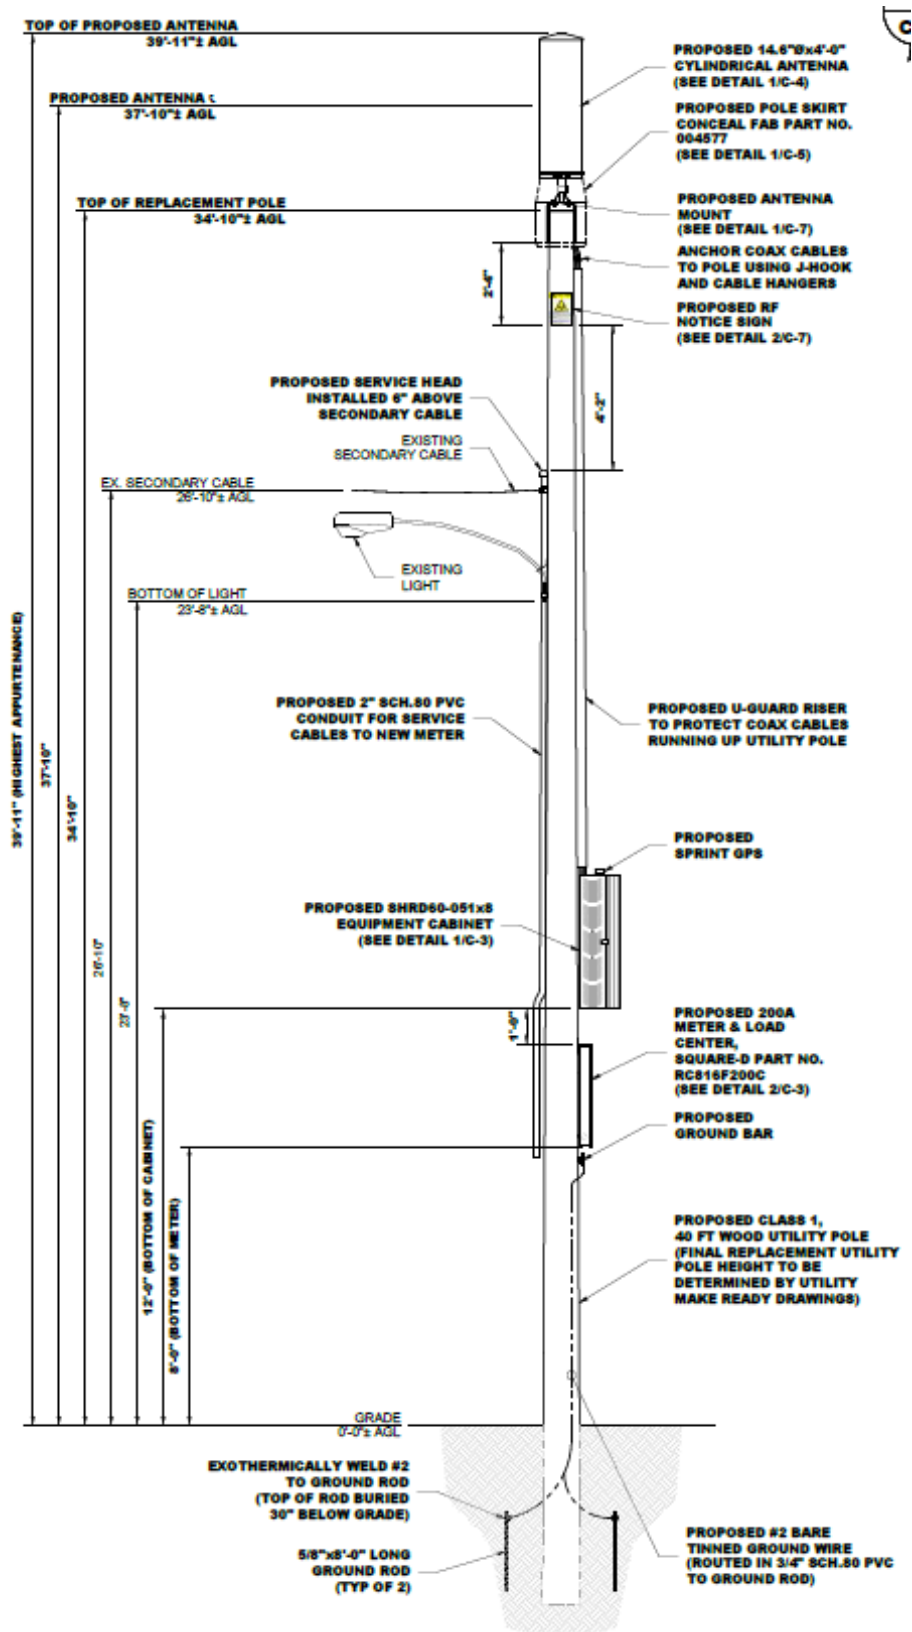 C
TOP OF PROPOSED ANTENNA
39'-11"± AGL
PROPOSED 14.6"Øx4'-0"
CYLINDRICAL ANTENNA
(SEE DETAIL 1/C-4)
PROPOSED ANTENNA ℄
37'-10"± AGL
PROPOSED POLE SKIRT
CONCEAL FAB PART NO.
004577
(SEE DETAIL 1/C-5)
TOP OF REPLACEMENT POLE
34'-10"± AGL
PROPOSED ANTENNA
MOUNT
(SEE DETAIL 1/C-7)
ANCHOR COAX CABLES
TO POLE USING J-HOOK
AND CABLE HANGERS
PROPOSED RF
NOTICE SIGN
(SEE DETAIL 2/C-7)
4'-2"
PROPOSED SERVICE HEAD
INSTALLED 6" ABOVE
SECONDARY CABLE
EXISTING
SECONDARY CABLE
EX. SECONDARY CABLE
26'-10"± AGL
EXISTING
LIGHT
BOTTOM OF LIGHT
23'-8"± AGL
PROPOSED 2" SCH.80 PVC
CONDUIT FOR SERVICE
CABLES TO NEW METER
PROPOSED U-GUARD RISER
TO PROTECT COAX CABLES
RUNNING UP UTILITY POLE
39'-11" (HIGHEST APPURTENANCE)
37'-10"
34'-10"
26'-10"
23'-8"
12'-0" (BOTTOM OF CABINET)
8'-0" (BOTTOM OF METER)
PROPOSED
SPRINT GPS
PROPOSED SHRD60-051x8
EQUIPMENT CABINET
(SEE DETAIL 1/C-3)
PROPOSED 200A
METER & LOAD
CENTER,
SQUARE-D PART NO.
RC816F200C
(SEE DETAIL 2/C-3)
PROPOSED
GROUND BAR
PROPOSED CLASS 1,
40 FT WOOD UTILITY POLE
(FINAL REPLACEMENT UTILITY
POLE HEIGHT TO BE
DETERMINED BY UTILITY
MAKE READY DRAWINGS)
GRADE
0'-0"± AGL
EXOTHERMICALLY WELD #2
TO GROUND ROD
(TOP OF ROD BURIED
30" BELOW GRADE)
5/8"x8'-0" LONG
GROUND ROD
(TYP OF 2)
PROPOSED #2 BARE
TINNED GROUND WIRE
(ROUTED IN 3/4" SCH.80 PVC
TO GROUND ROD)